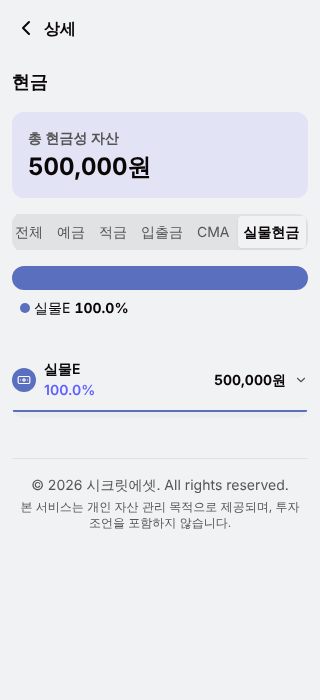 상세
현금
총 현금성 자산
500,000원
전체 예금 적금 입출금 CMA 실물현금
실물E 100.0%
실물E
100.0%
500,000원
© 2026 시크릿에셋. All rights reserved.
본 서비스는 개인 자산 관리 목적으로 제공되며, 투자
조언을 포함하지 않습니다.